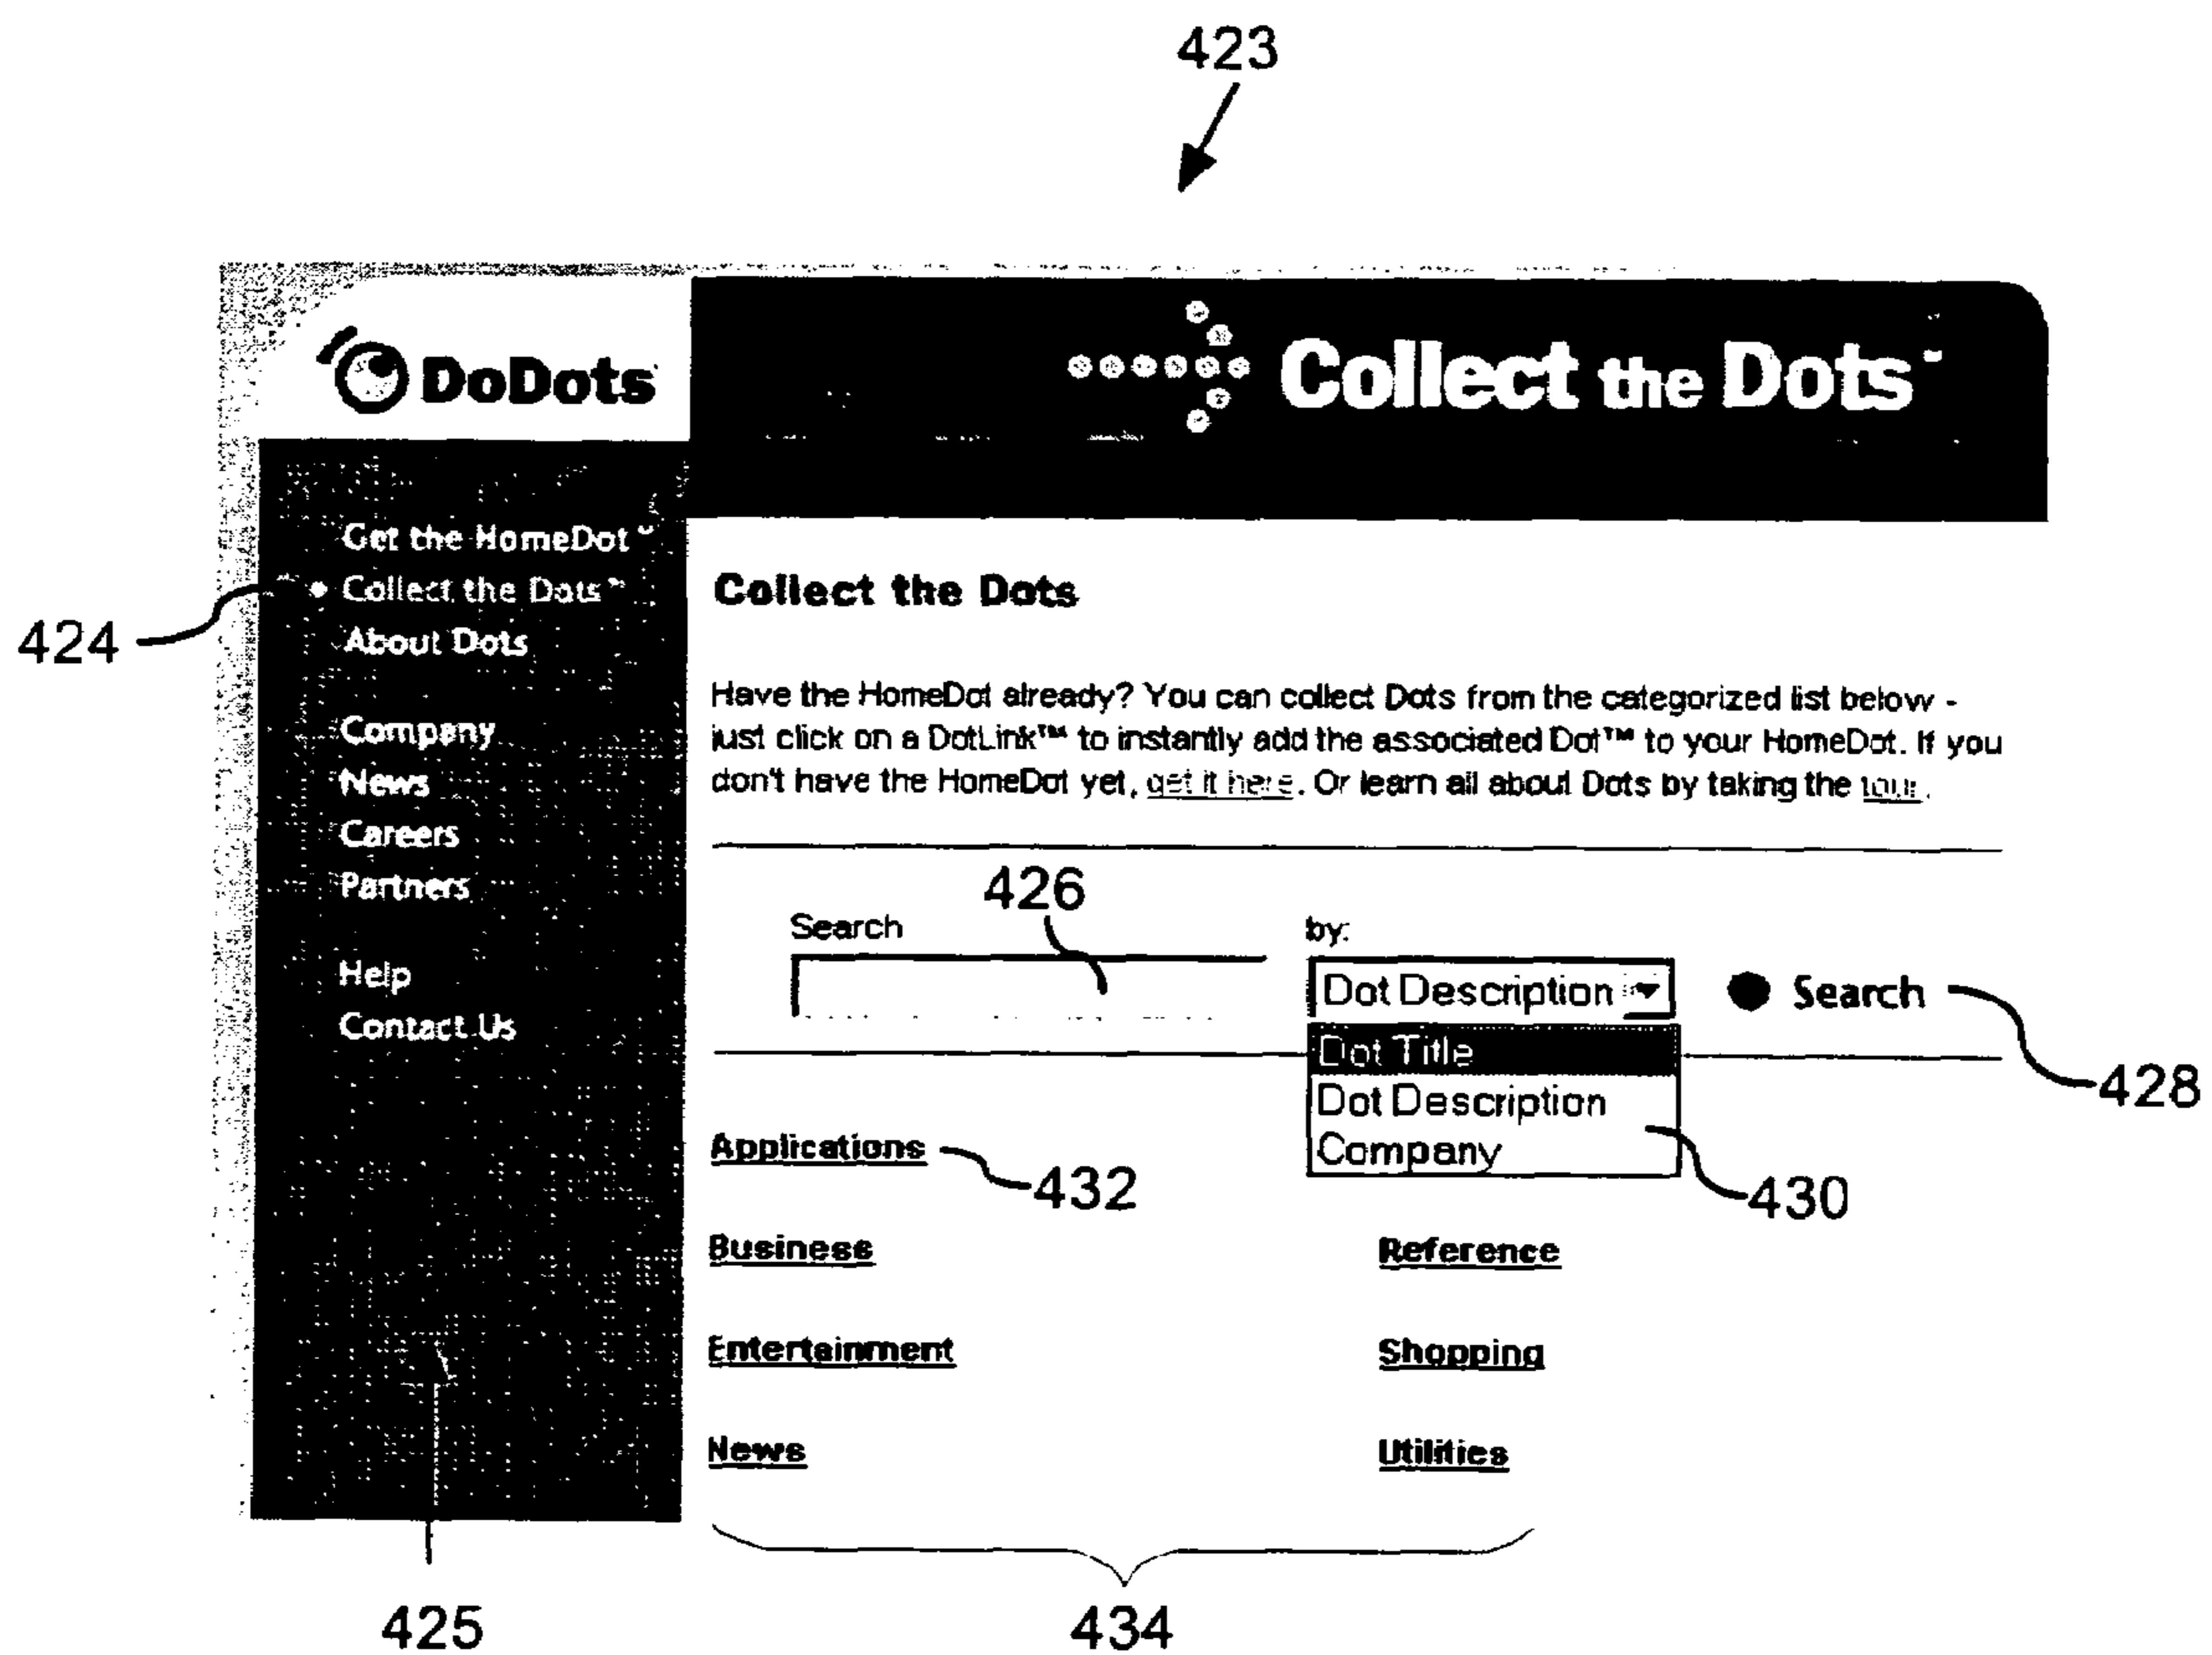 423
DoDots
Collect the Dots™
Get the HomeDot™
Collect the Dots™
About Dots
Company
News
Careers
Partners
Help
Contact Us
424
425
Collect the Dots
Have the HomeDot already? You can collect Dots from the categorized list below -
just click on a DotLink™ to instantly add the associated Dot™ to your HomeDot. If you
don't have the HomeDot yet, get it here. Or learn all about Dots by taking the tour.
426
Search
by:
Dot Description
Search
428
Dot Title
Dot Description
Company
430
Applications
432
Business
Reference
Entertainment
Shopping
News
Utilities
434